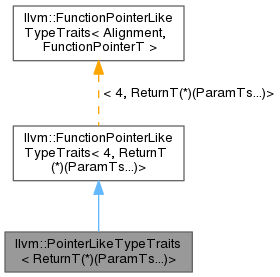 llvm::FunctionPointerLike
TypeTraits< Alignment,
FunctionPointerT >
< 4, ReturnT(*)(ParamTs...)>
llvm::FunctionPointerLike
TypeTraits< 4, ReturnT
(*)(ParamTs...)>
llvm::PointerLikeTypeTraits
< ReturnT(*)(ParamTs...)>